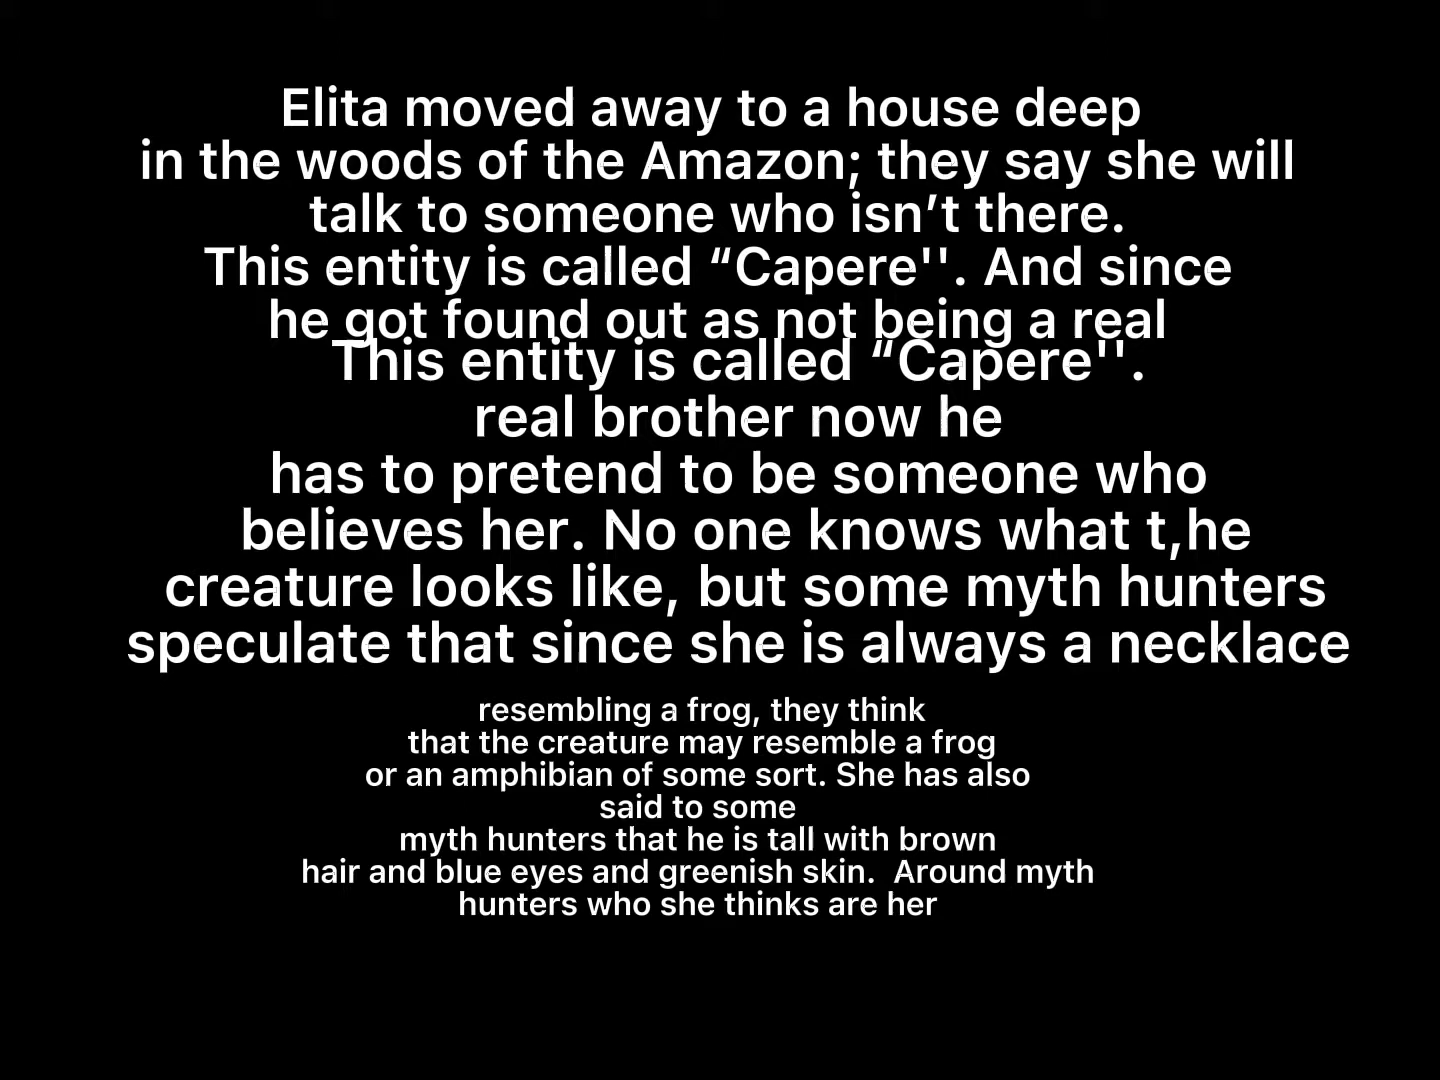 Elita moved away to a house deep
in the woods of the Amazon; they say she will
talk to someone who isn’t there.
This entity is called “Capere''. And since
he got found out as not being a real
This entity is called “Capere''.
real brother now he
has to pretend to be someone who
believes her. No one knows what t,he
creature looks like, but some myth hunters
speculate that since she is always a necklace
resembling a frog, they think
that the creature may resemble a frog
or an amphibian of some sort. She has also
said to some
myth hunters that he is tall with brown
hair and blue eyes and greenish skin.  Around myth
hunters who she thinks are her